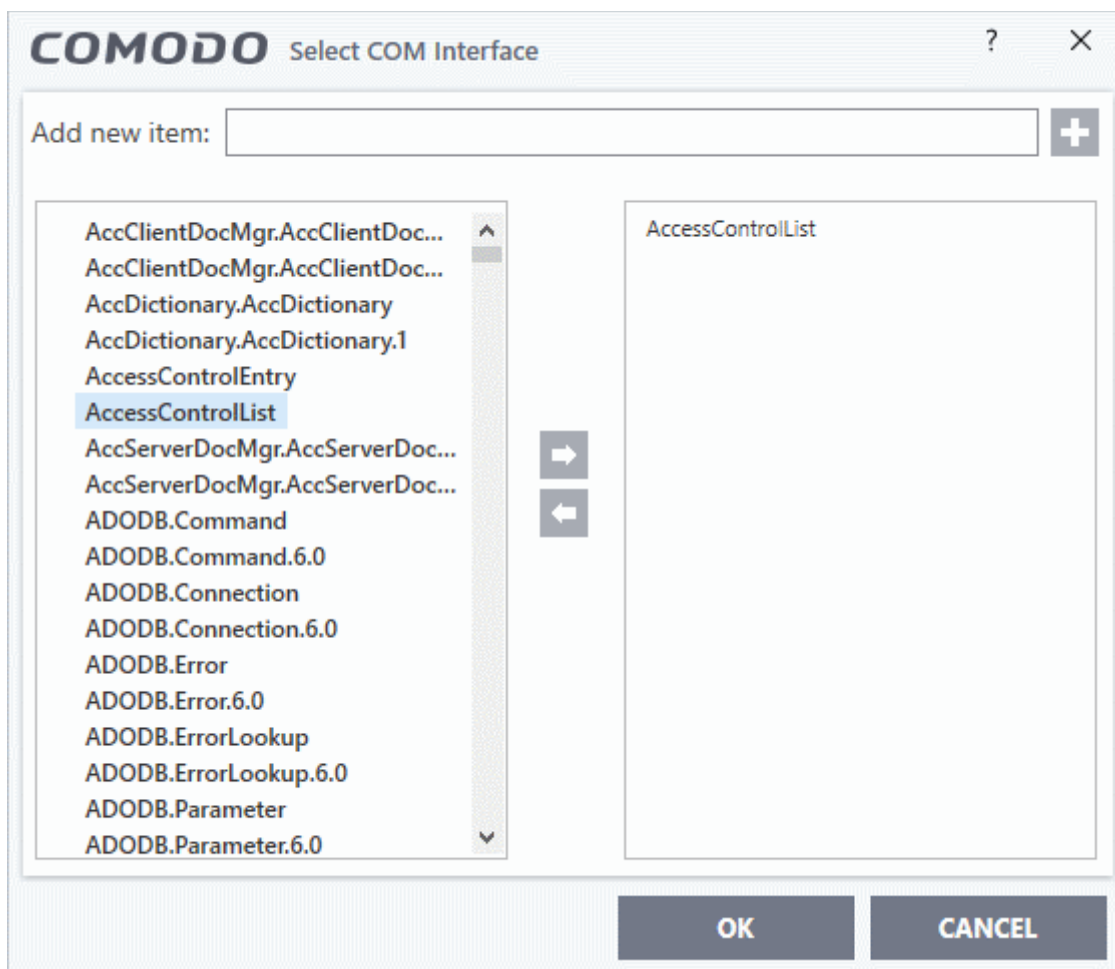 COMODO Select COM Interface ? ×
Add new item:
AccClientDocMgr.AccClientDoc...
AccClientDocMgr.AccClientDoc...
AccDictionary.AccDictionary
AccDictionary.AccDictionary.1
AccessControlEntry
AccessControlList
AccServerDocMgr.AccServerDoc...
AccServerDocMgr.AccServerDoc...
ADODB.Command
ADODB.Command.6.0
ADODB.Connection
ADODB.Connection.6.0
ADODB.Error
ADODB.Error.6.0
ADODB.ErrorLookup
ADODB.ErrorLookup.6.0
ADODB.Parameter
ADODB.Parameter.6.0
AccessControlList
OK CANCEL